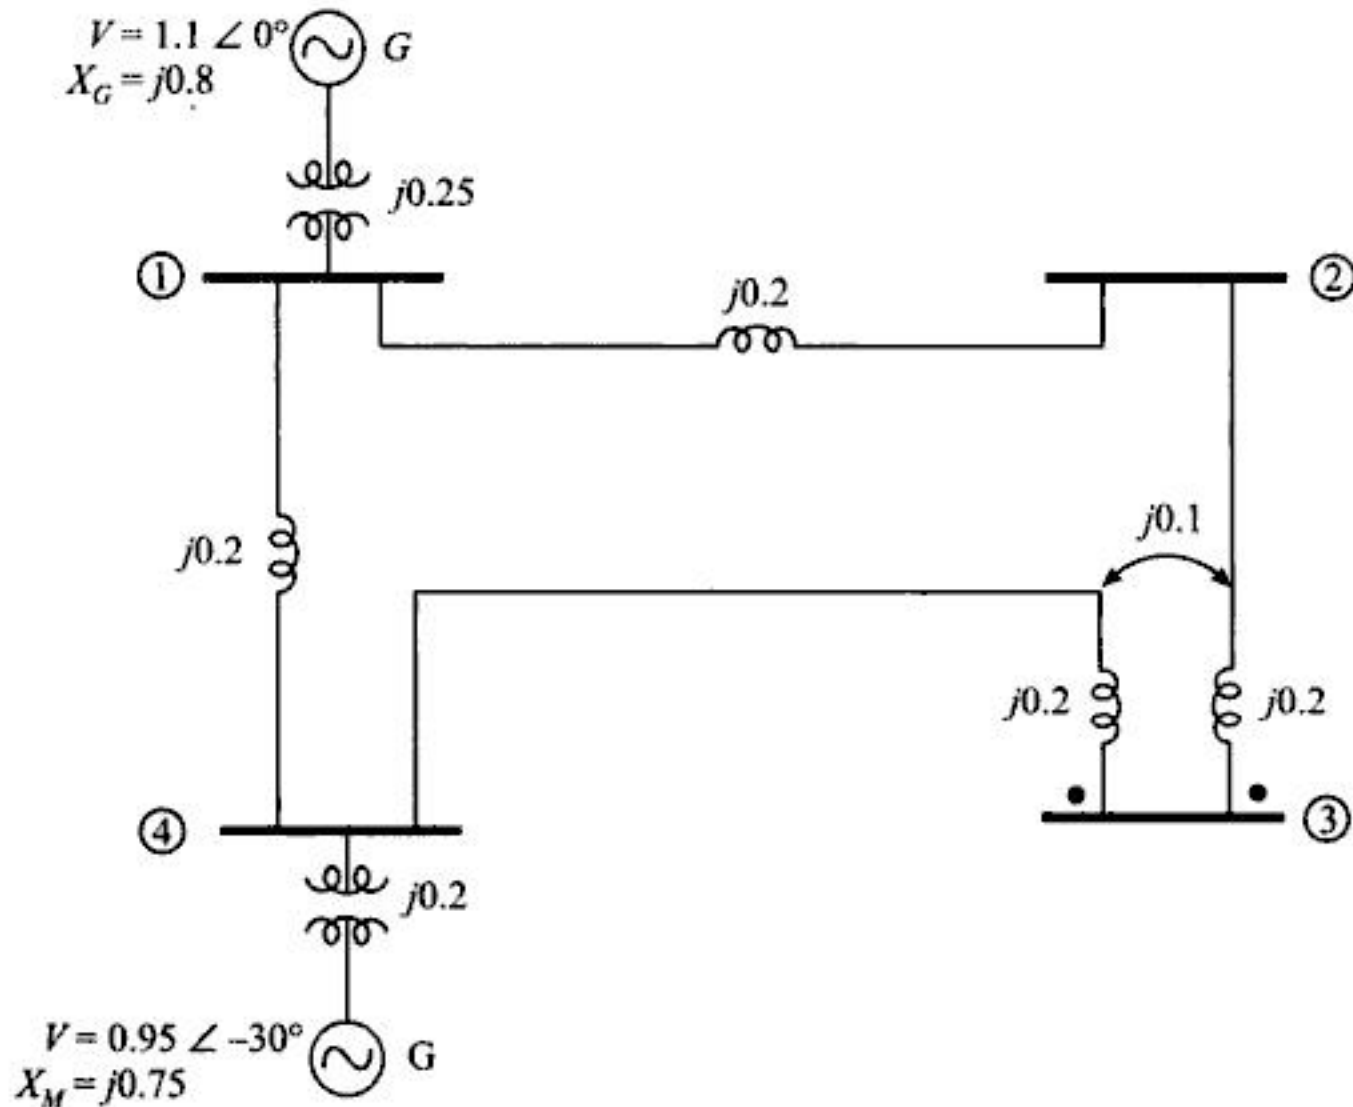 V = 1.1 ∠ 0°
G
X_G = j0.8
j0.25
①
②
j0.2
j0.1
j0.2
j0.2
j0.2
④
③
j0.2
V = 0.95 ∠ –30°
G
X_M = j0.75